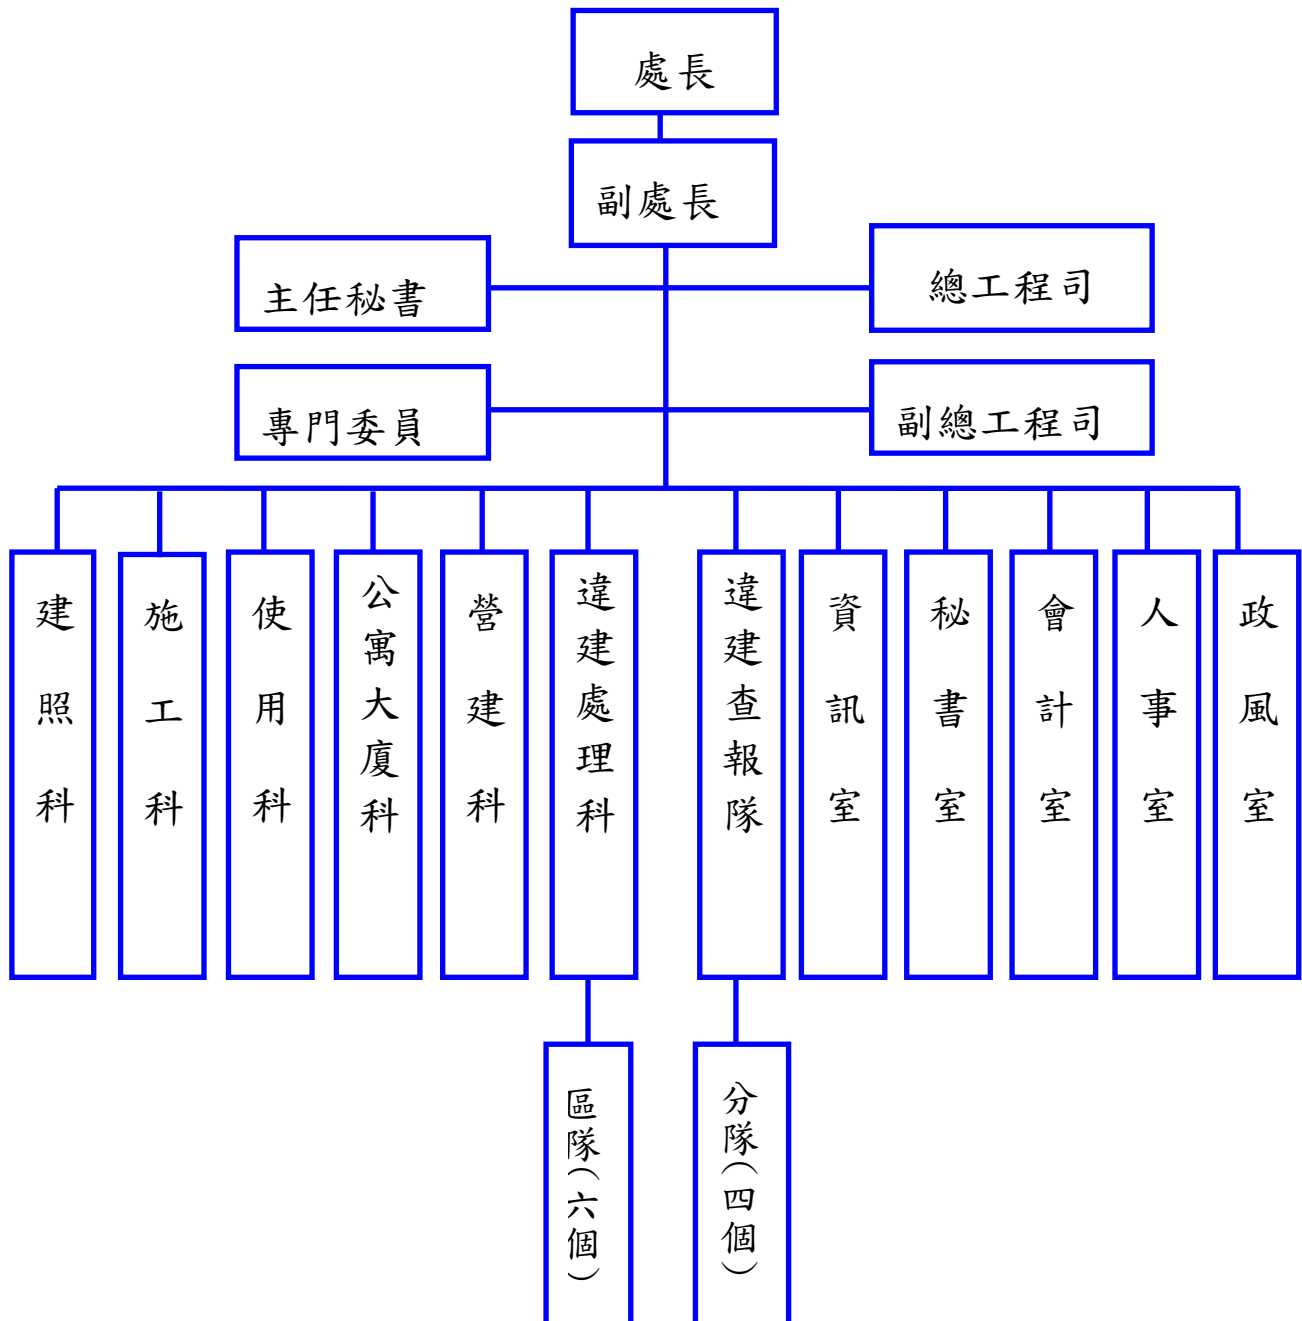 處長
副處長
主任秘書
總工程司
專門委員
副總工程司
建照科
施工科
使用科
公寓大廈科
營建科
違建處理科
違建查報隊
資訊室
秘書室
會計室
人事室
政風室
區隊(六個)
分隊(四個)